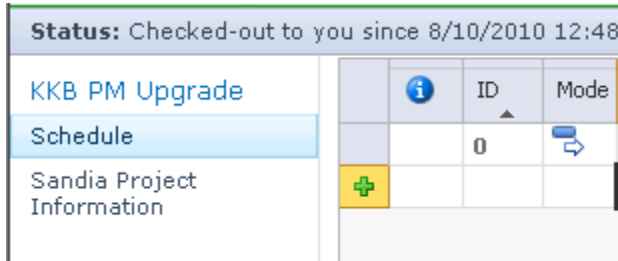 Status: Checked-out to you since 8/10/2010 12:48
KKB PM Upgrade
ID
Mode
Schedule
0
Sandia Project
Information